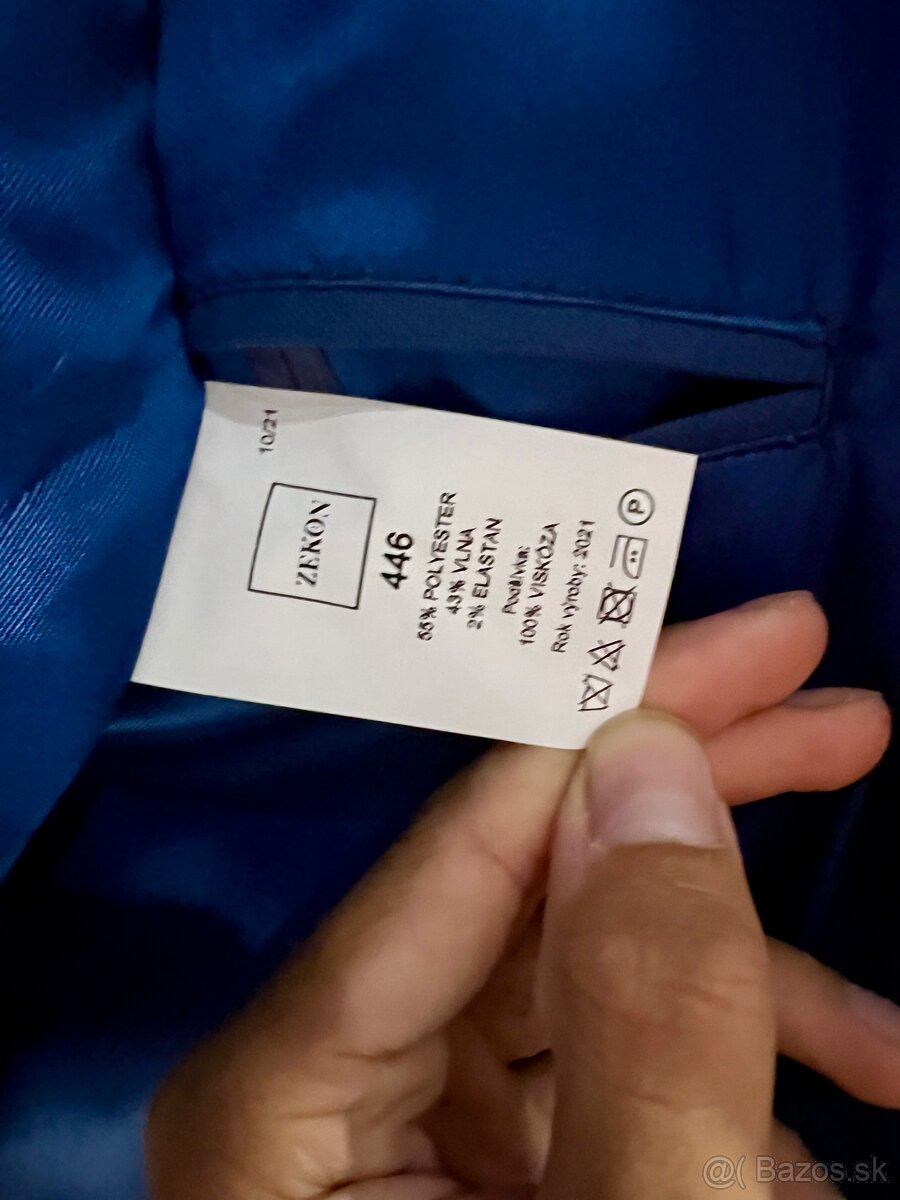 10/21
ZEKON
446
55% POLYESTER
43% VLNA
2% ELASTAN
Podšívka:
100% VISKÓZA
Rok výroby: 2021
P
@( Bazos.sk